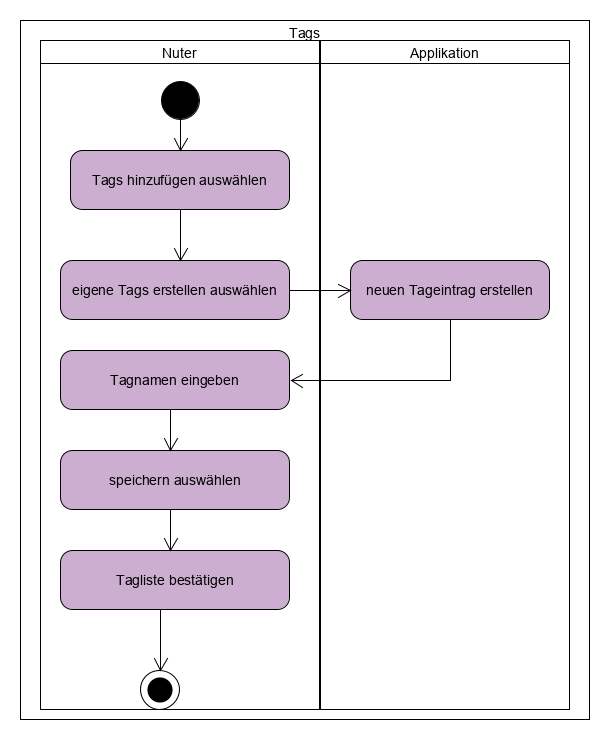 Tags
Nuter
Applikation
Tags hinzufügen auswählen
eigene Tags erstellen auswählen
neuen Tageintrag erstellen
Tagnamen eingeben
speichern auswählen
Tagliste bestätigen